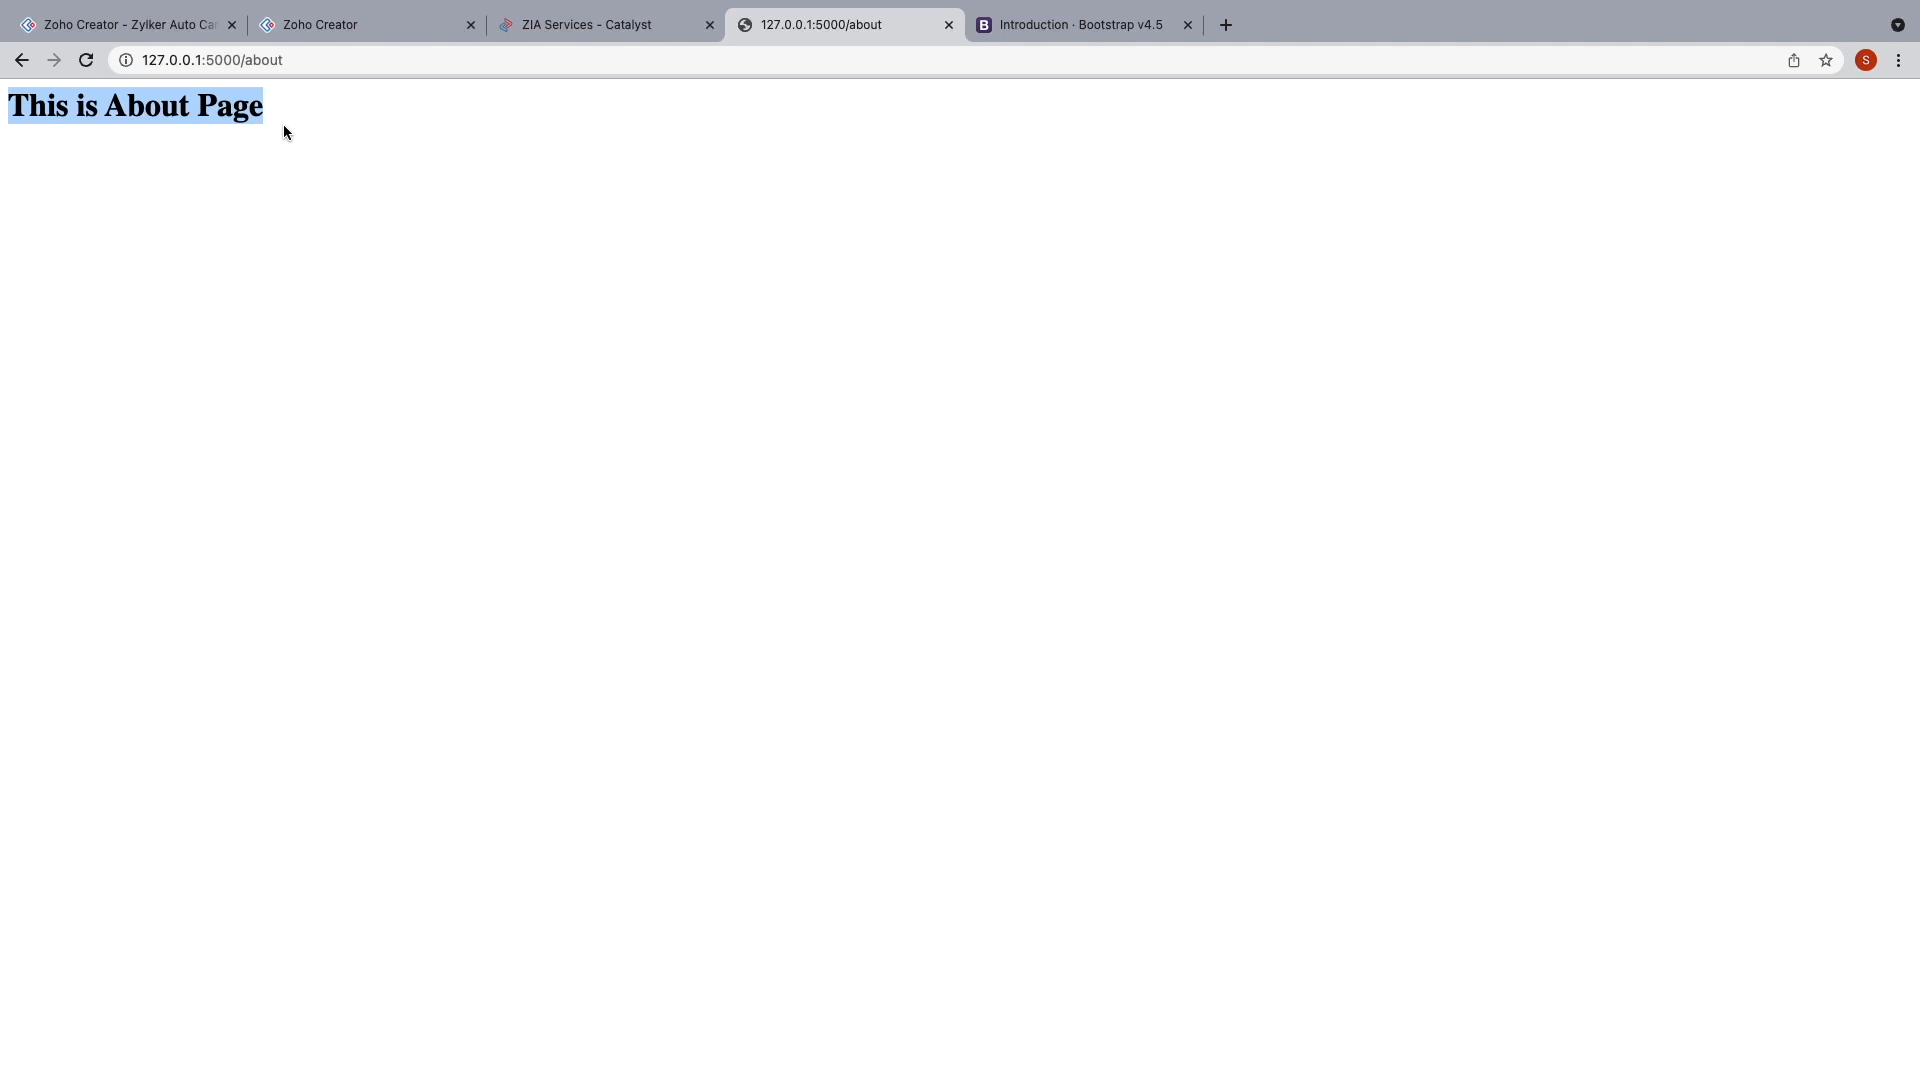 Zoho Creator - Zylker Auto Car
Zoho Creator
ZIA Services - Catalyst
127.0.0.1:5000/about
B
Introduction · Bootstrap v4.5
127.0.0.1:5000/about
S
This is About Page